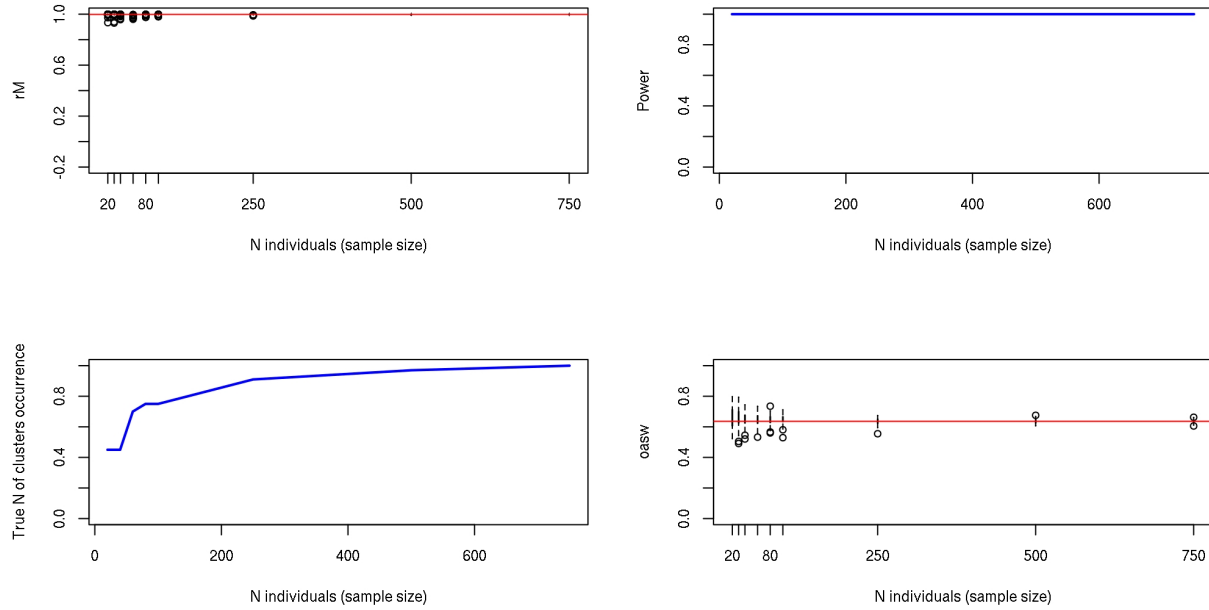 rM
1.0
0.6
0.2
-0.2
20 80 250 500 750
N individuals (sample size)
Power
0.8
0.4
0.0
0 200 400 600
N individuals (sample size)
True N of clusters occurrence
0.8
0.4
0.0
0 200 400 600
N individuals (sample size)
oasw
0.8
0.4
0.0
20 80 250 500 750
N individuals (sample size)